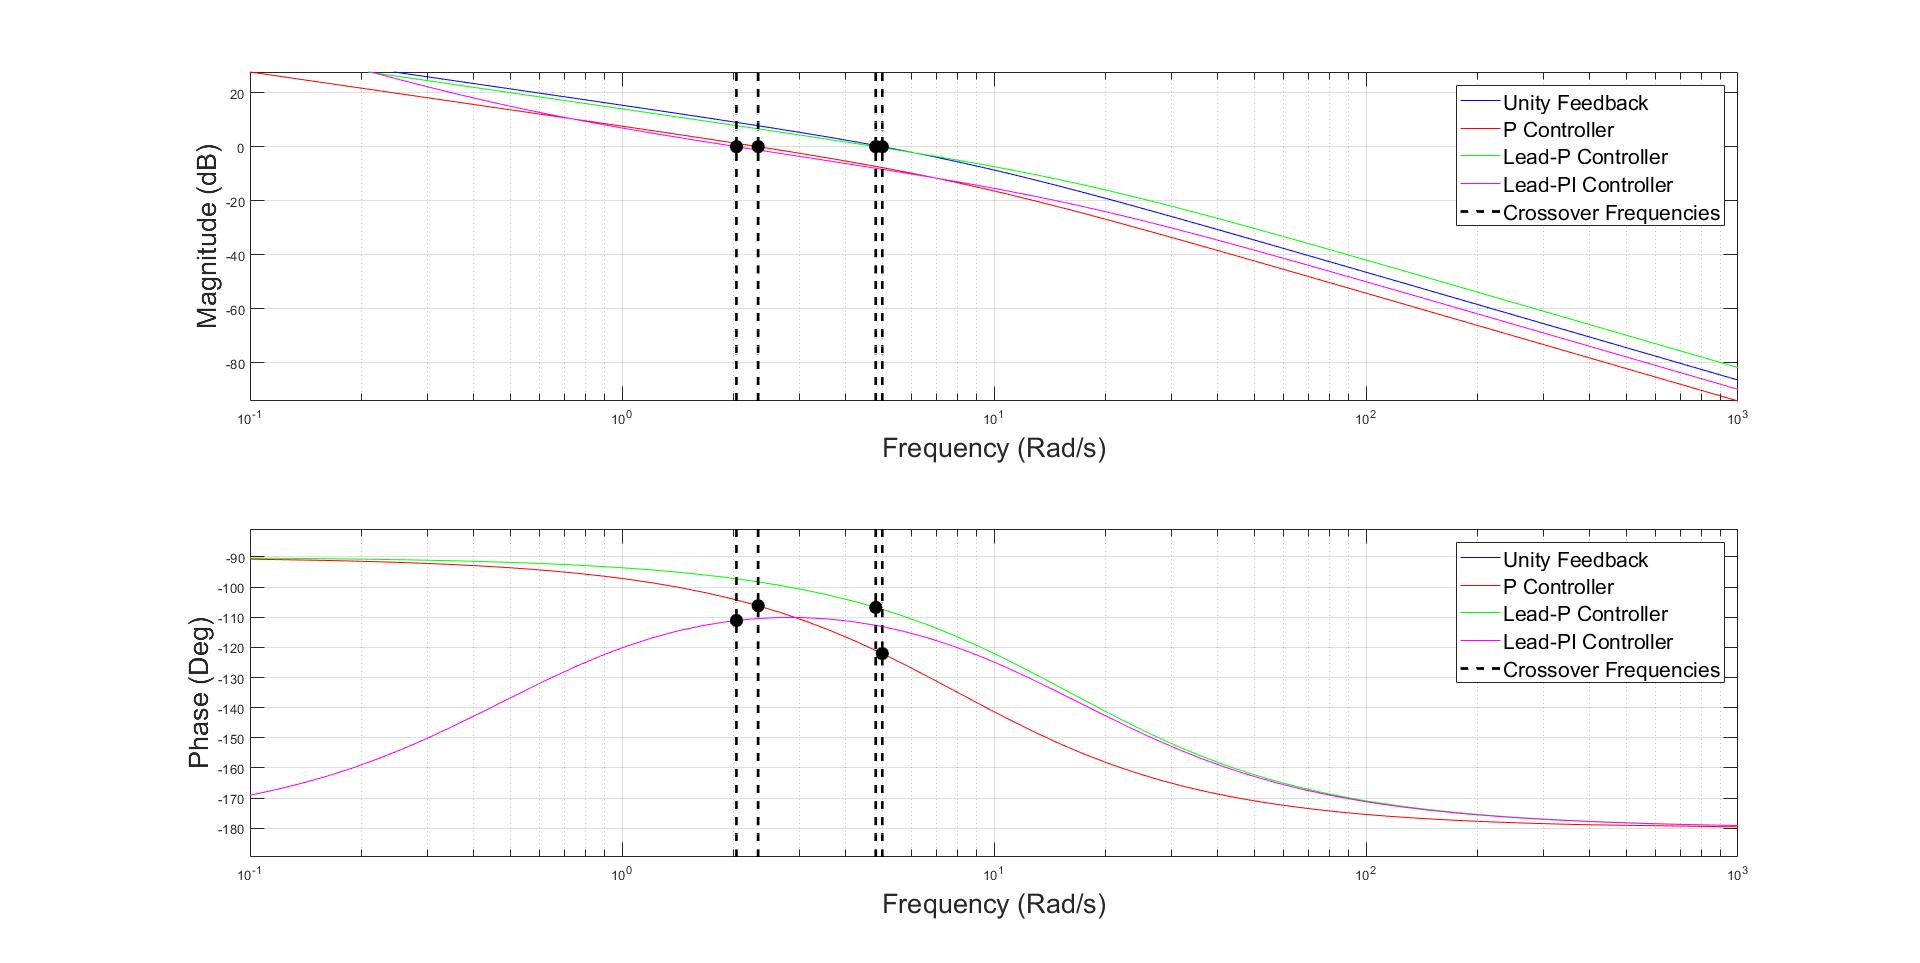 20
0
-20
-40
-60
-80
Magnitude (dB)
Unity Feedback
P Controller
Lead-P Controller
Lead-PI Controller
Crossover Frequencies
10^-1 10^0 10^1 10^2 10^3
Frequency (Rad/s)
-90
-100
-110
-120
-130
-140
-150
-160
-170
-180
Phase (Deg)
Unity Feedback
P Controller
Lead-P Controller
Lead-PI Controller
Crossover Frequencies
10^-1 10^0 10^1 10^2 10^3
Frequency (Rad/s)